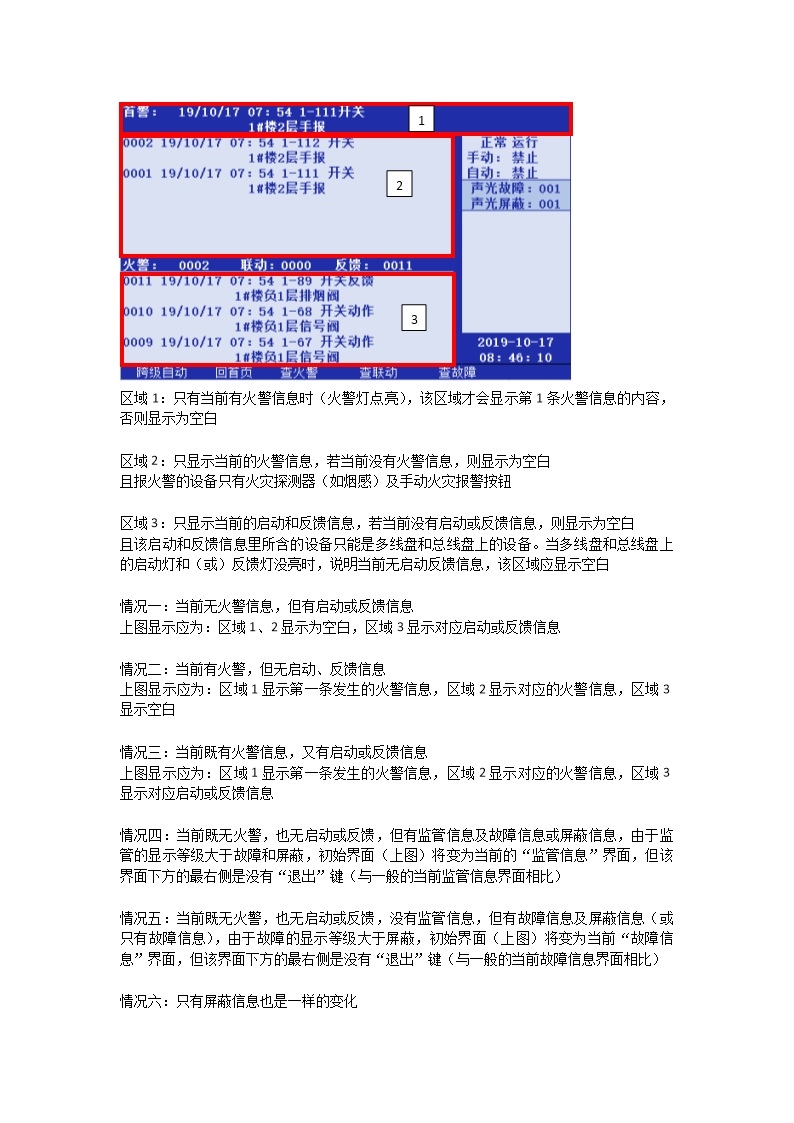 首警： 19/10/17 07：54 1-111开关
1#楼2层手报
1
0002 19/10/17 07：54 1-112 开关
1#楼2层手报
0001 19/10/17 07：54 1-111 开关
1#楼2层手报
2
正常 运行
手动：禁止
自动：禁止
声光故障：001
声光屏蔽：001
火警： 0002 联动：0000 反馈： 0011
0011 19/10/17 07：54 1-89 开关反馈
1#楼负1层排烟阀
0010 19/10/17 07：54 1-68 开关动作
1#楼负1层信号阀
0009 19/10/17 07：54 1-67 开关动作
1#楼负1层信号阀
3
2019-10-17
08：46：10
跨级自动 回首页 查火警 查联动 查故障
区域 1：只有当前有火警信息时（火警灯点亮），该区域才会显示第 1 条火警信息的内容，
否则显示为空白
区域 2：只显示当前的火警信息，若当前没有火警信息，则显示为空白
且报火警的设备只有火灾探测器（如烟感）及手动火灾报警按钮
区域 3：只显示当前的启动和反馈信息，若当前没有启动或反馈信息，则显示为空白
且该启动和反馈信息里所含的设备只能是多线盘和总线盘上的设备。当多线盘和总线盘上
的启动灯和（或）反馈灯没亮时，说明当前无启动反馈信息，该区域应显示空白
情况一：当前无火警信息，但有启动或反馈信息
上图显示应为：区域 1、2 显示为空白，区域 3 显示对应启动或反馈信息
情况二：当前有火警，但无启动、反馈信息
上图显示应为：区域 1 显示第一条发生的火警信息，区域 2 显示对应的火警信息，区域 3
显示空白
情况三：当前既有火警信息，又有启动或反馈信息
上图显示应为：区域 1 显示第一条发生的火警信息，区域 2 显示对应的火警信息，区域 3
显示对应启动或反馈信息
情况四：当前既无火警，也无启动或反馈，但有监管信息及故障信息或屏蔽信息，由于监
管的显示等级大于故障和屏蔽，初始界面（上图）将变为当前的“监管信息”界面，但该
界面下方的最右侧是没有“退出”键（与一般的当前监管信息界面相比）
情况五：当前既无火警，也无启动或反馈，没有监管信息，但有故障信息及屏蔽信息（或
只有故障信息），由于故障的显示等级大于屏蔽，初始界面（上图）将变为当前“故障信
息”界面，但该界面下方的最右侧是没有“退出”键（与一般的当前故障信息界面相比）
情况六：只有屏蔽信息也是一样的变化